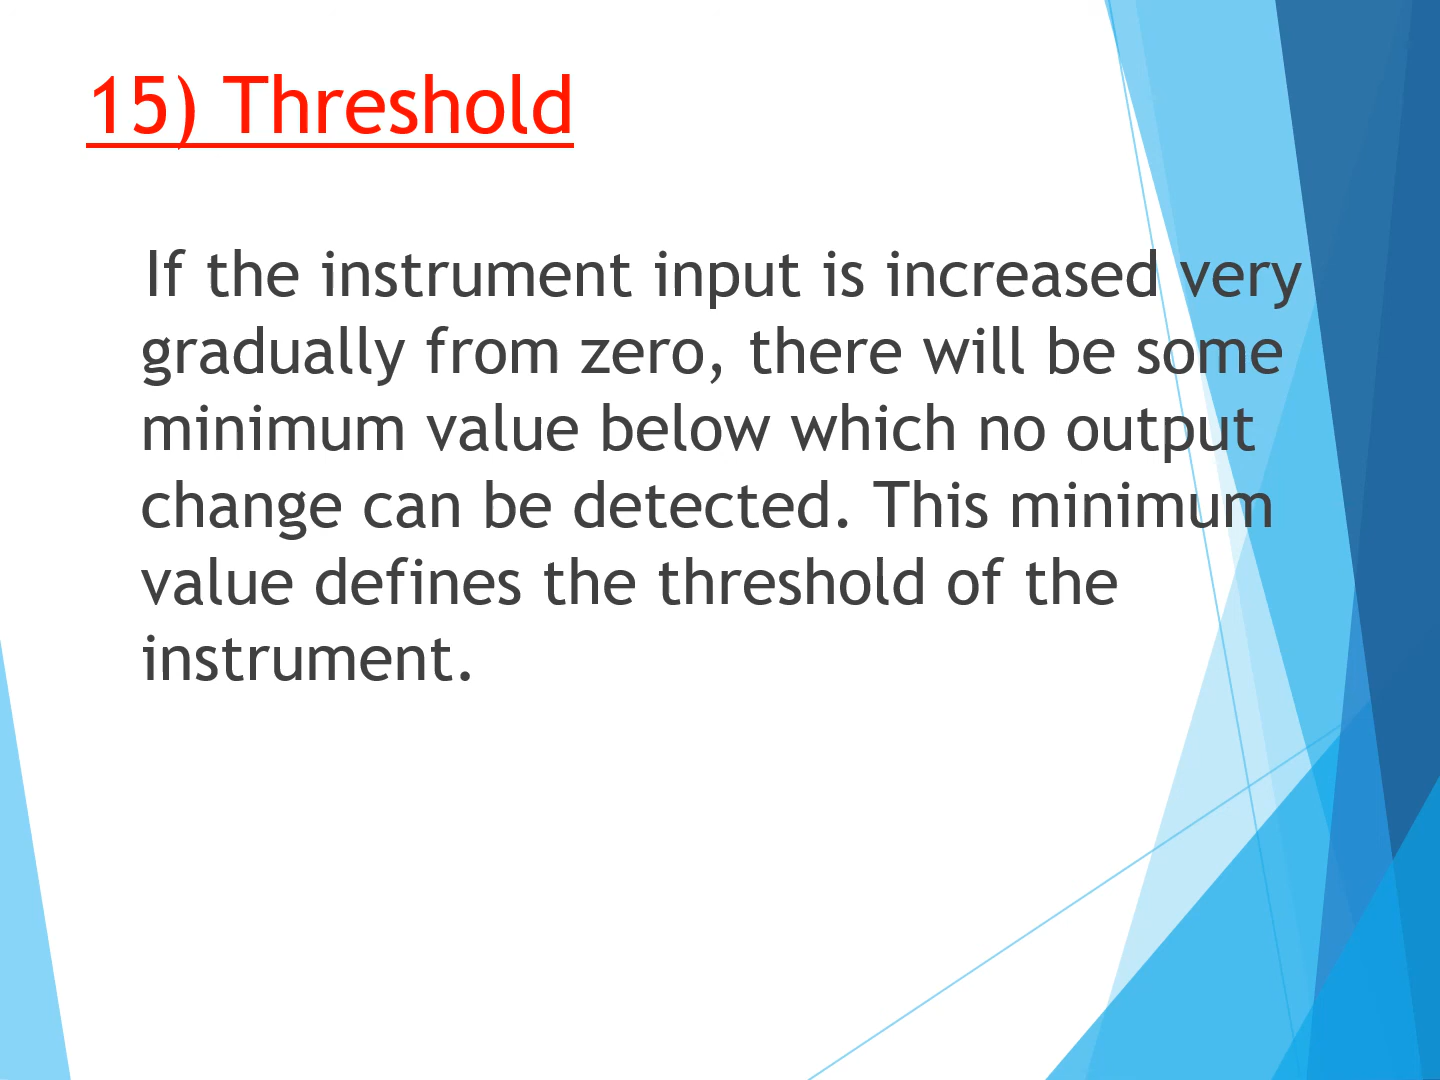 15) Threshold
If the instrument input is increased very
gradually from zero, there will be some
minimum value below which no output
change can be detected. This minimum
value defines the threshold of the
instrument.